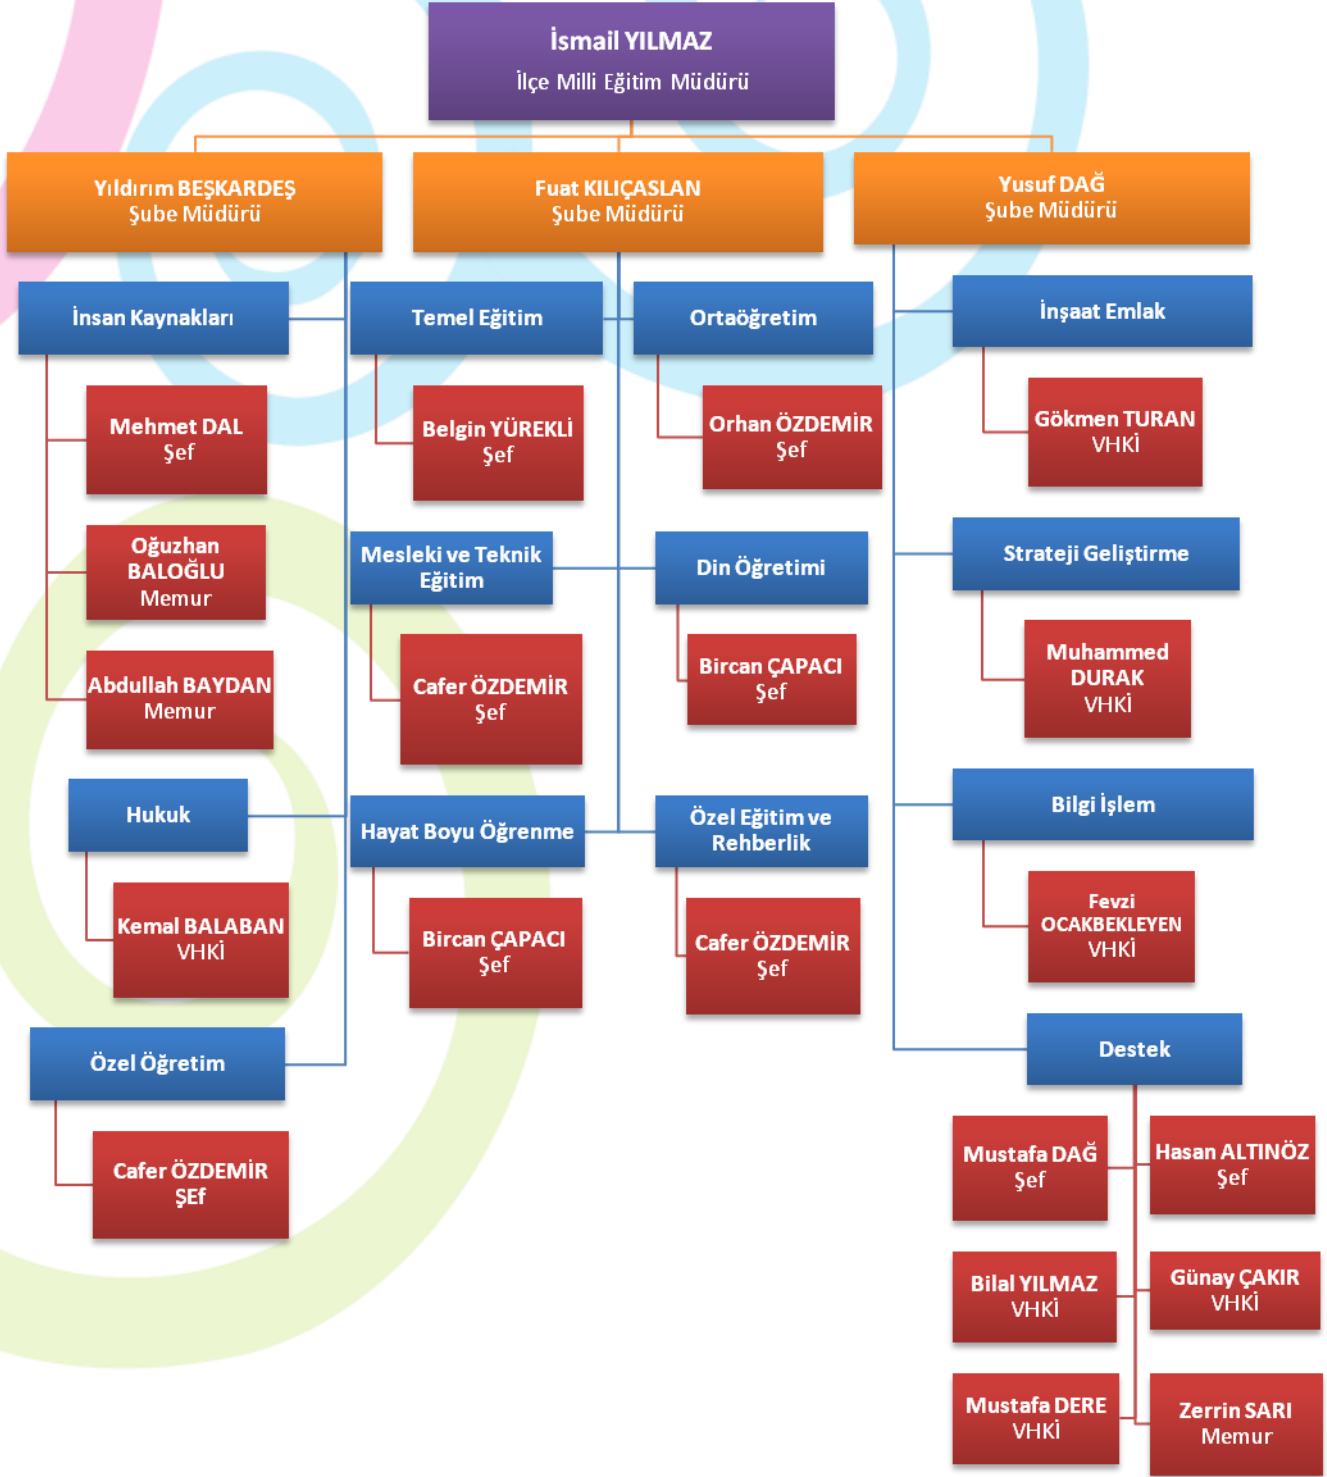 İsmail YILMAZ
İlçe Milli Eğitim Müdürü
Yıldırım BEŞKARDEŞ
Şube Müdürü
Fuat KILIÇASLAN
Şube Müdürü
Yusuf DAĞ
Şube Müdürü
İnsan Kaynakları
Mehmet DAL
Şef
Oğuzhan
BALOĞLU
Memur
Abdullah BAYDAN
Memur
Hukuk
Kemal BALABAN
VHKİ
Özel Öğretim
Cafer ÖZDEMİR
ŞEf
Temel Eğitim
Belgin YÜREKLİ
Şef
Ortaöğretim
Orhan ÖZDEMİR
Şef
Mesleki ve Teknik
Eğitim
Cafer ÖZDEMİR
Şef
Din Öğretimi
Bircan ÇAPACI
Şef
Hayat Boyu Öğrenme
Bircan ÇAPACI
Şef
Özel Eğitim ve
Rehberlik
Cafer ÖZDEMİR
Şef
İnşaat Emlak
Gökmen TURAN
VHKİ
Strateji Geliştirme
Muhammed
DURAK
VHKİ
Bilgi İşlem
Fevzi
OCAKBEKLEYEN
VHKİ
Destek
Mustafa DAĞ
Şef
Hasan ALTINÖZ
Şef
Bilal YILMAZ
VHKİ
Günay ÇAKIR
VHKİ
Mustafa DERE
VHKİ
Zerrin SARI
Memur